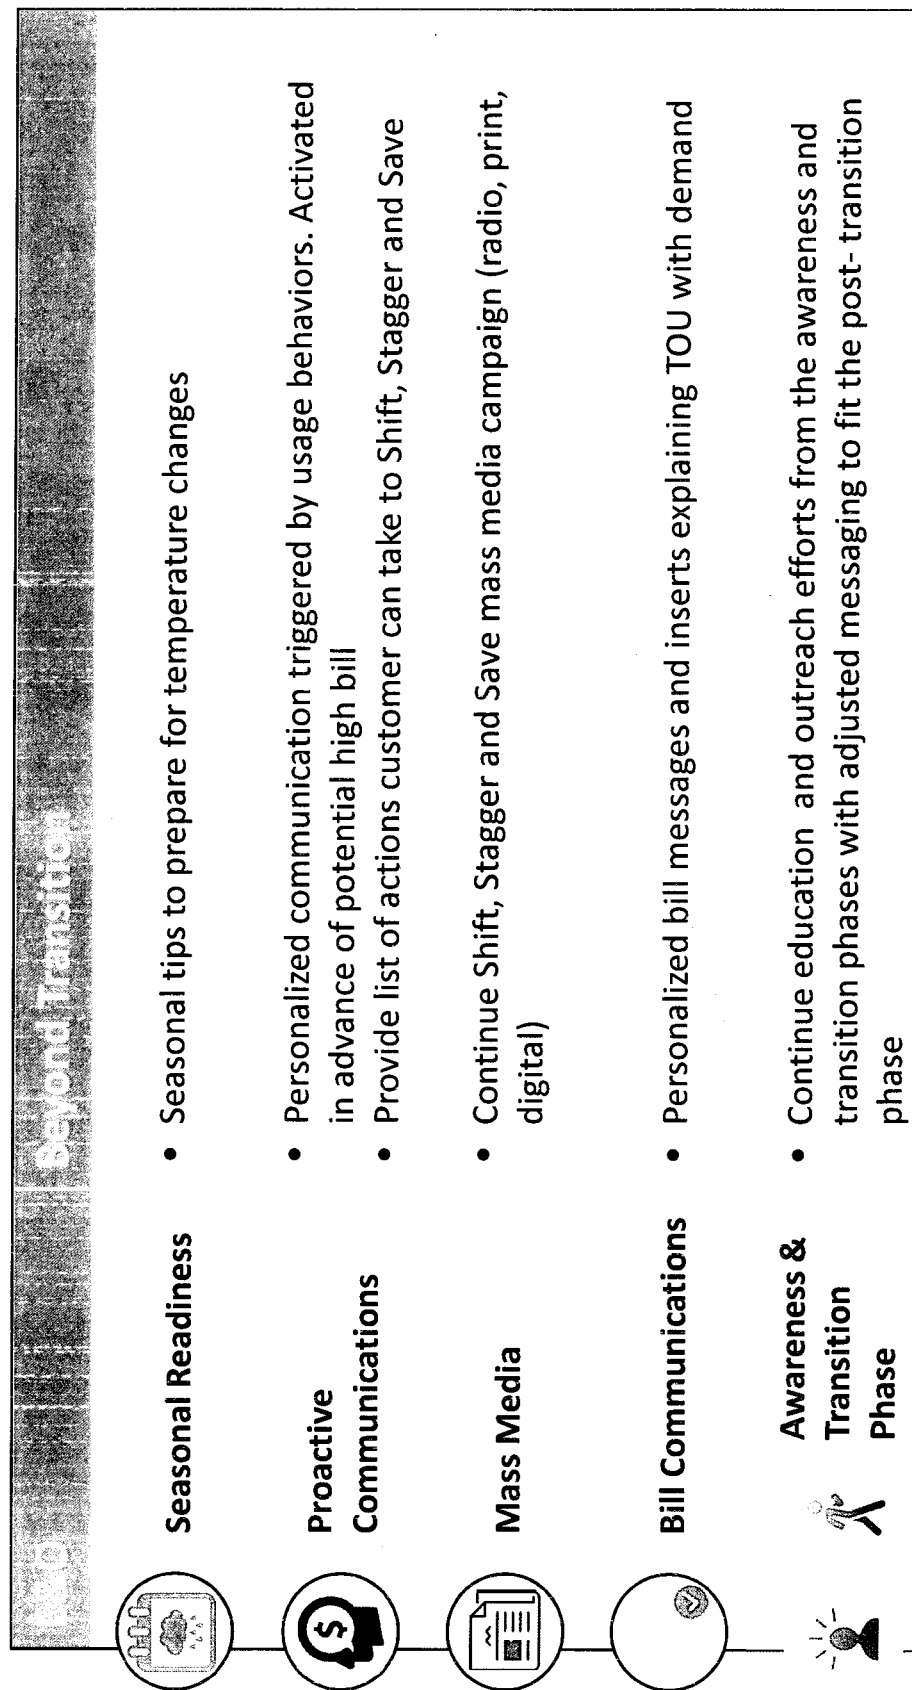 Beyond Transition
Seasonal Readiness
• Seasonal tips to prepare for temperature changes
Proactive
Communications
• Personalized communication triggered by usage behaviors. Activated
in advance of potential high bill
• Provide list of actions customer can take to Shift, Stagger and Save
Mass Media
• Continue Shift, Stagger and Save mass media campaign (radio, print,
digital)
Bill Communications
• Personalized bill messages and inserts explaining TOU with demand
Awareness &
Transition
Phase
• Continue education and outreach efforts from the awareness and
transition phases with adjusted messaging to fit the post- transition
phase
$